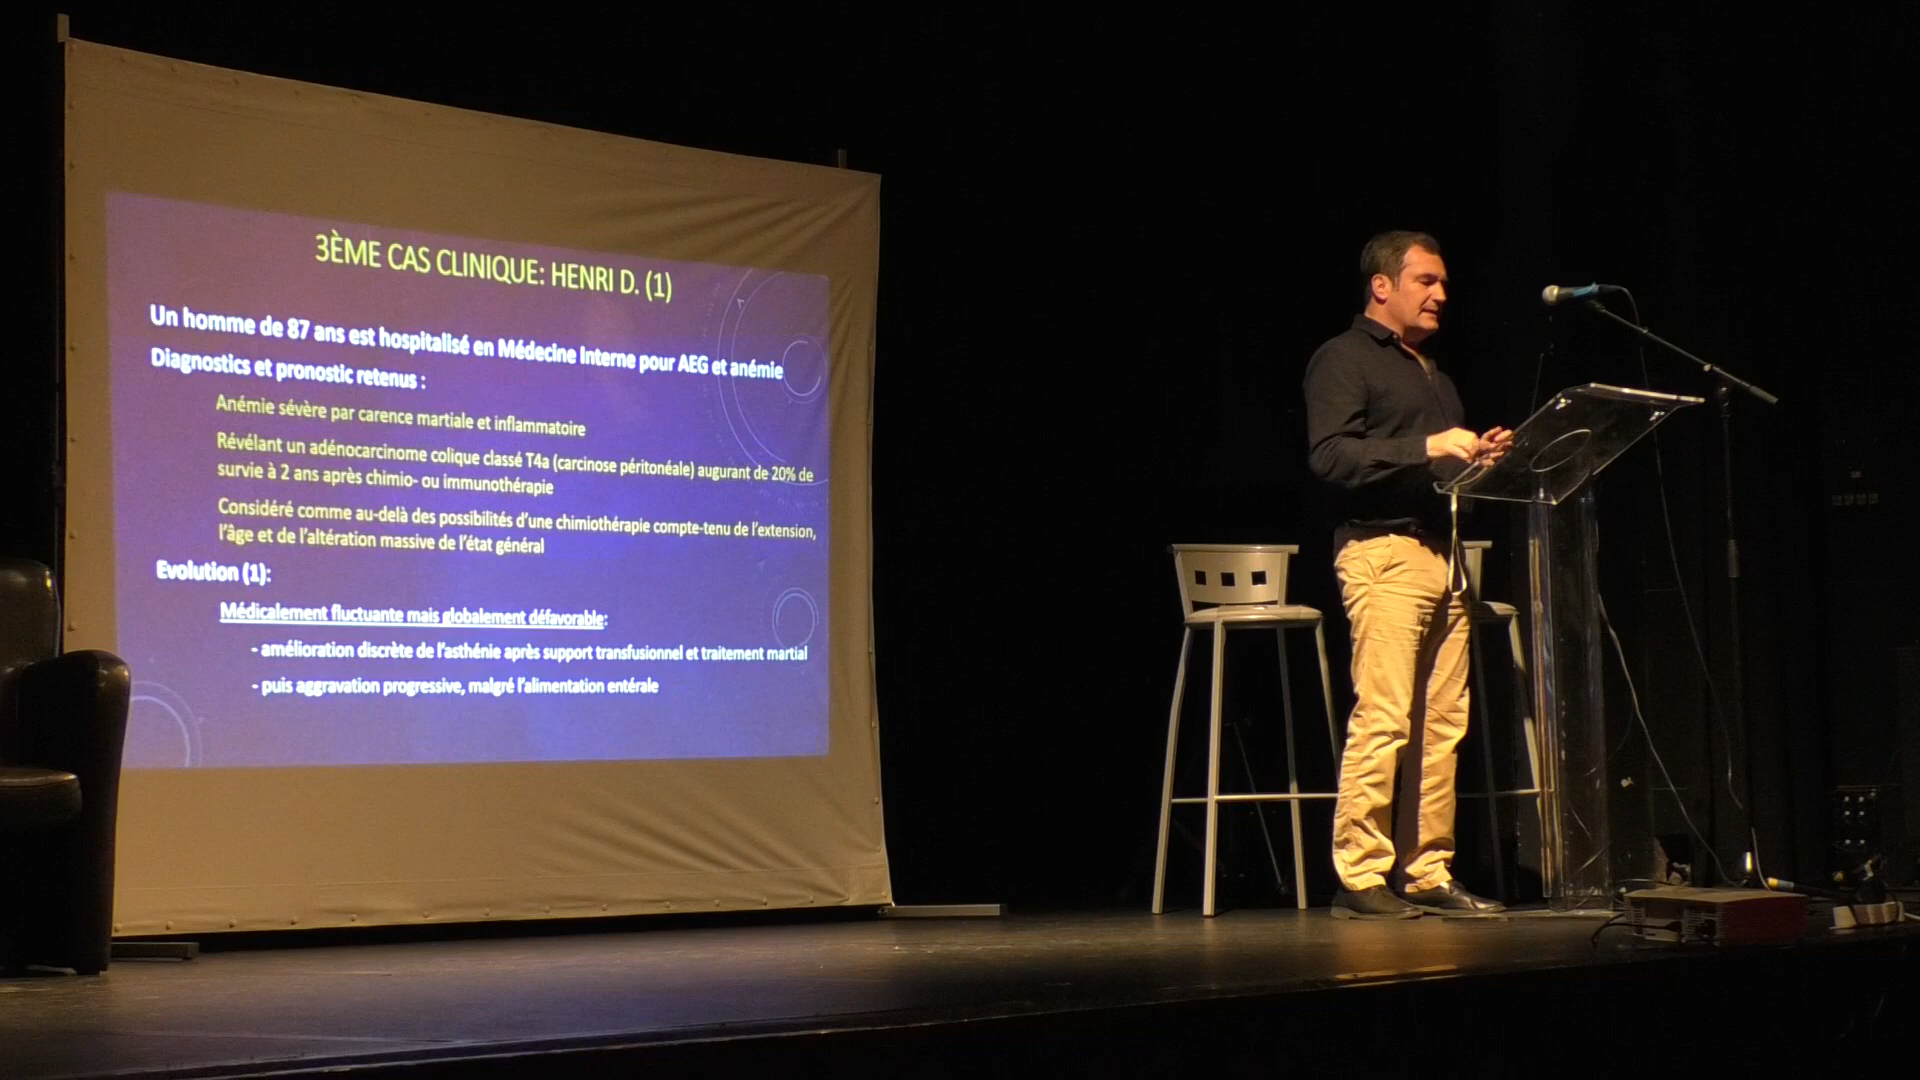 3ÈME CAS CLINIQUE: HENRI D. (1)
Un homme de 87 ans est hospitalisé en Médecine Interne pour AEG et anémie
Diagnostics et pronostic retenus :
Anémie sévère par carence martiale et inflammatoire
Révélant un adénocarcinome colique classé T4a (carcinose péritonéale) augurant de 20% de
survie à 2 ans après chimio- ou immunothérapie
Considéré comme au-delà des possibilités d'une chimiothérapie compte-tenu de l'extension,
l'âge et de l'altération massive de l'état général
Evolution (1):
Médicalement fluctuante mais globalement défavorable:
- amélioration discrète de l'asthénie après support transfusionnel et traitement martial
- puis aggravation progressive, malgré l'alimentation entérale